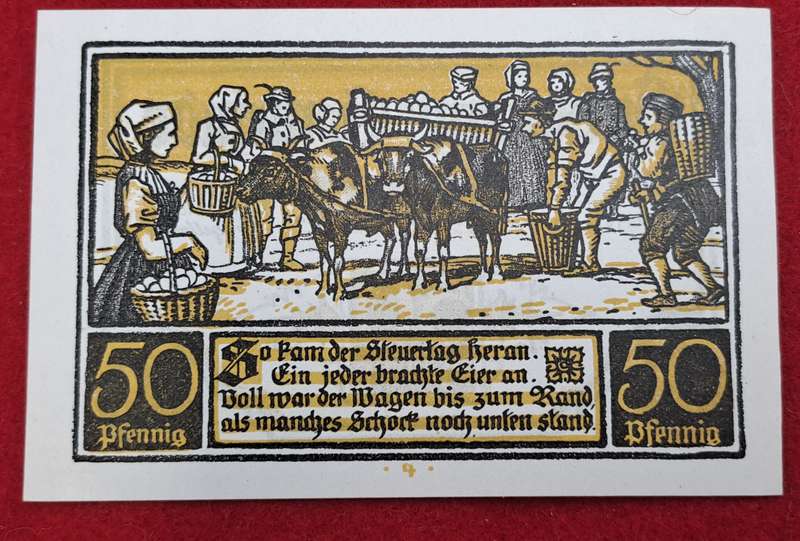 So kam der Steuertag heran.
Ein jeder brachte Eier an.
Voll war der Wagen bis zum Rand,
als manches Schock noch unten stand.
50
Pfennig
50
Pfennig
· 4 ·